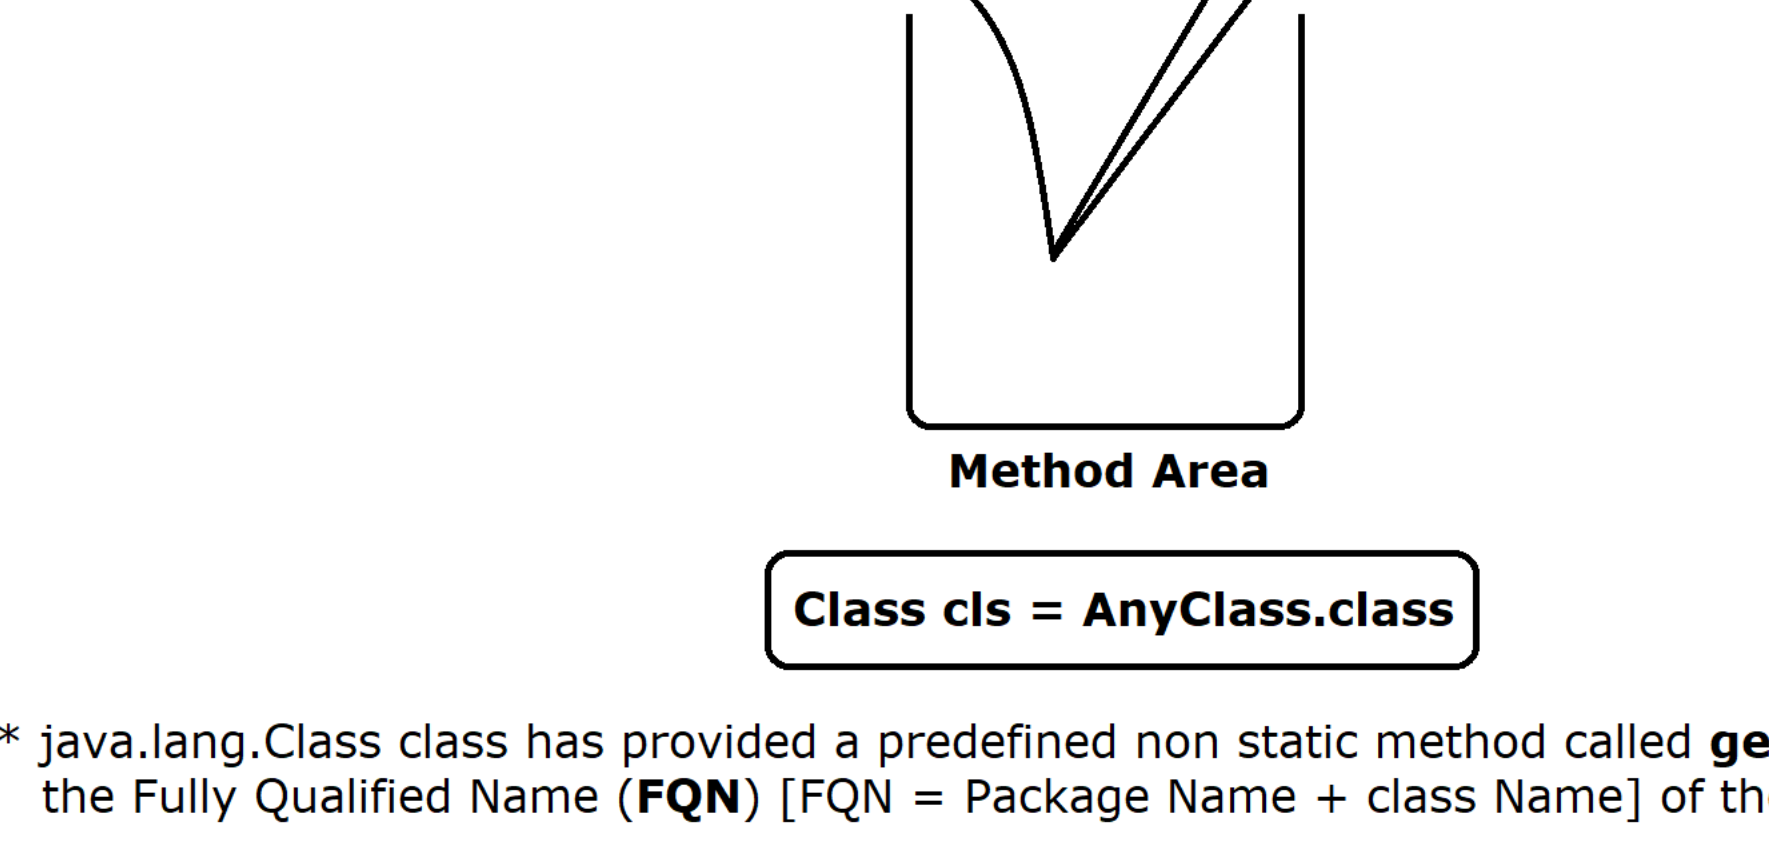 Method Area
Class cls = AnyClass.class
* java.lang.Class class has provided a predefined non static method called
the Fully Qualified Name (FQN) [FQN = Package Name + class Name] of